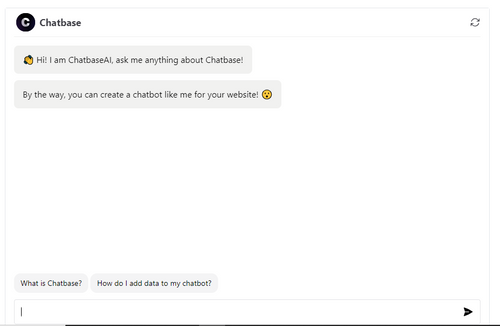 C Chatbase
👋 Hi! I am ChatbaseAI, ask me anything about Chatbase!
By the way, you can create a chatbot like me for your website! 😮
What is Chatbase? How do I add data to my chatbot?